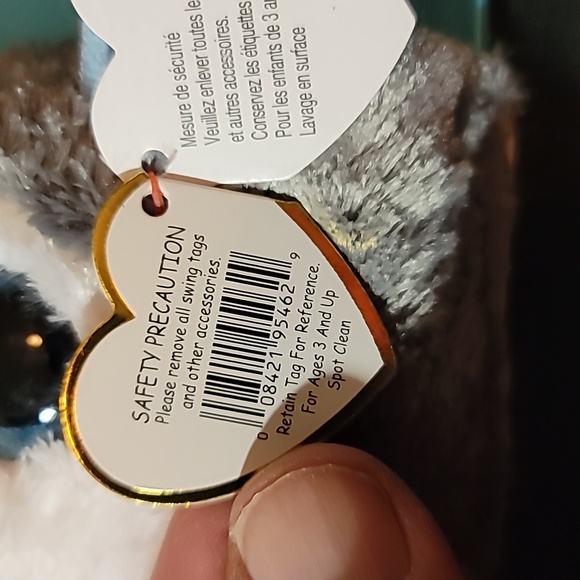 Mesure de sécurité
Veuillez enlever toutes
et autres accessoires.
Conservez les étiquettes
Pour les enfants de 3
Lavage en surface
SAFETY PRECAUTION
Please remove all swing tags
and other accessories.
0 08421 95462 9
Retain Tag For Reference.
For Ages 3 And Up
Spot Clean